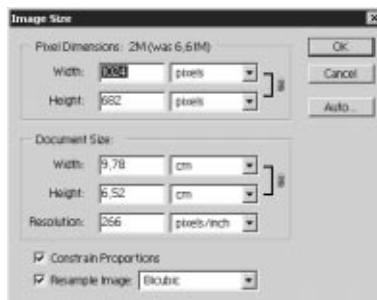 Image Size
Pixel Dimensions: 2M (was 6,61M)
OK
Width: 1024 pixels
Cancel
Height: 682 pixels
Auto...
Document Size:
Width: 9,78 cm
Height: 6,52 cm
Resolution: 266 pixels/inch
Constrain Proportions
Resample Image: Bicubic